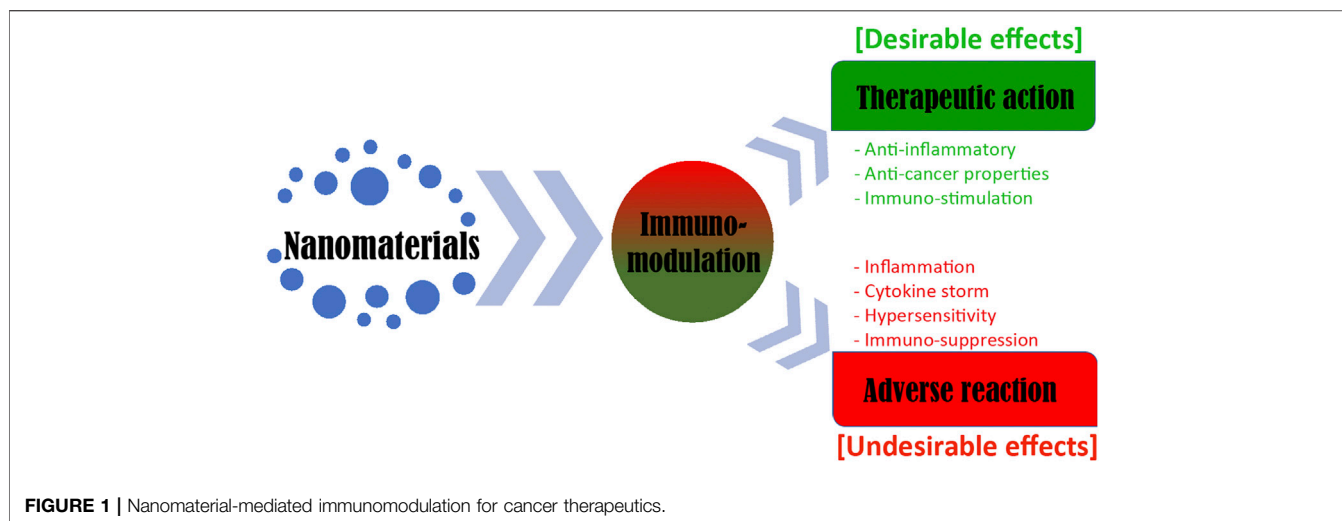 [Desirable effects]
Therapeutic action
- Anti-inflammatory
- Anti-cancer properties
- Immuno-stimulation
Nanomaterials
Immuno-
modulation
- Inflammation
- Cytokine storm
- Hypersensitivity
- Immuno-suppression
Adverse reaction
[Undesirable effects]
FIGURE 1 | Nanomaterial-mediated immunomodulation for cancer therapeutics.